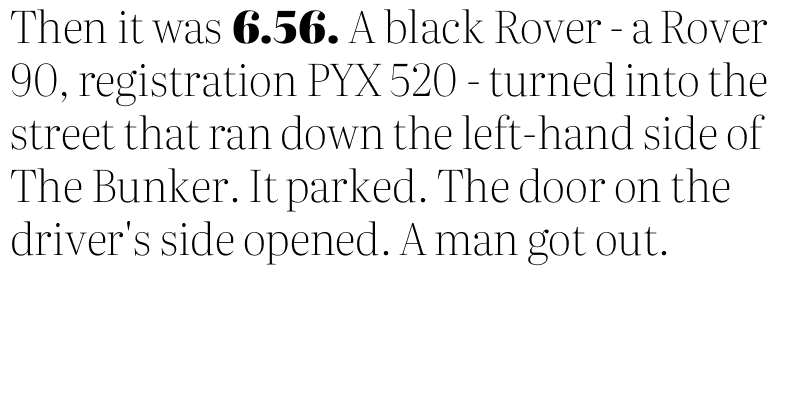 Then it was 6.56. A black Rover - a Rover
90, registration PYX 520 - turned into the
street that ran down the left-hand side of
The Bunker. It parked. The door on the
driver's side opened. A man got out.